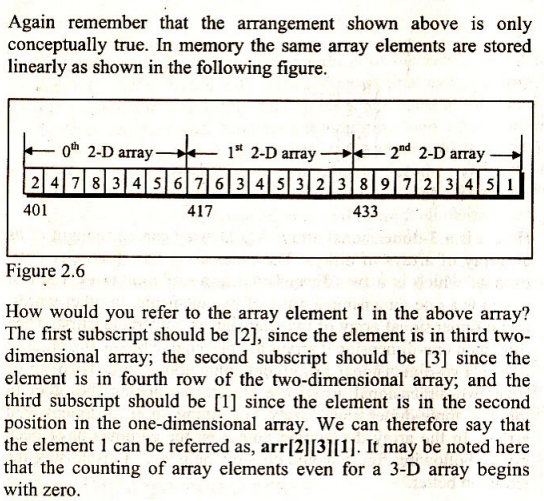 Again remember that the arrangement shown above is only
conceptually true. In memory the same array elements are stored
linearly as shown in the following figure.
0th 2-D array 1st 2-D array 2nd 2-D array
2 4 7 8 3 4 5 6 7 6 3 4 5 3 2 3 8 9 7 2 3 4 5 1
401 417 433
Figure 2.6
How would you refer to the array element 1 in the above array?
The first subscript should be [2], since the element is in third two-
dimensional array; the second subscript should be [3] since the
element is in fourth row of the two-dimensional array; and the
third subscript should be [1] since the element is in the second
position in the one-dimensional array. We can therefore say that
the element 1 can be referred as, arr[2][3][1]. It may be noted here
that the counting of array elements even for a 3-D array begins
with zero.